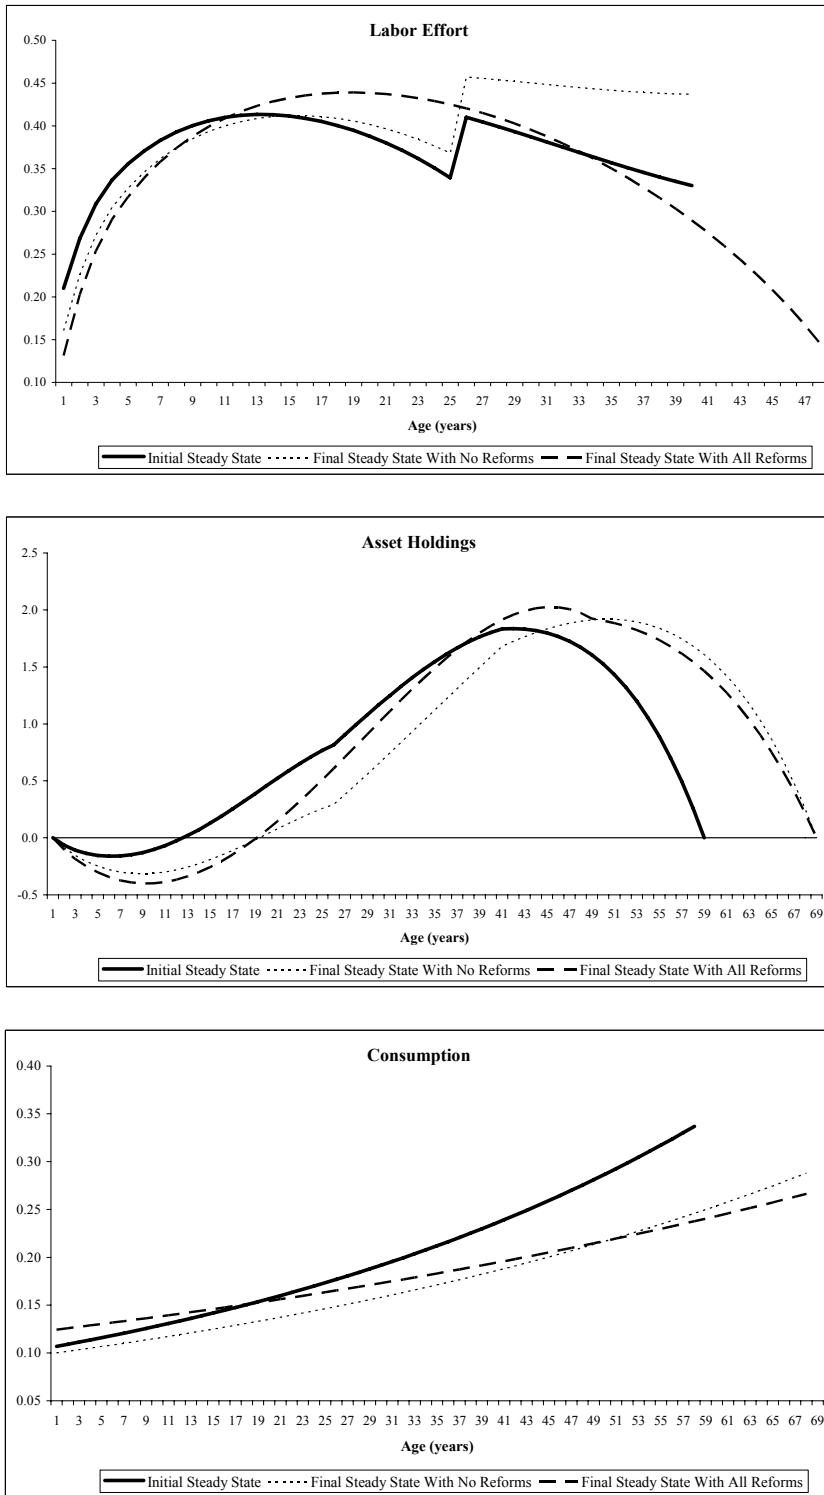 Labor Effort
0.50
0.45
0.40
0.35
0.30
0.25
0.20
0.15
0.10
1 3 5 7 9 11 13 15 17 19 21 23 25 27 29 31 33 35 37 39 41 43 45 47
Age (years)
Initial Steady State Final Steady State With No Reforms Final Steady State With All Reforms
Asset Holdings
2.5
2.0
1.5
1.0
0.5
0.0
-0.5
1 3 5 7 9 11 13 15 17 19 21 23 25 27 29 31 33 35 37 39 41 43 45 47 49 51 53 55 57 59 61 63 65 67 69
Age (years)
Initial Steady State Final Steady State With No Reforms Final Steady State With All Reforms
Consumption
0.40
0.35
0.30
0.25
0.20
0.15
0.10
0.05
1 3 5 7 9 11 13 15 17 19 21 23 25 27 29 31 33 35 37 39 41 43 45 47 49 51 53 55 57 59 61 63 65 67 69
Age (years)
Initial Steady State Final Steady State With No Reforms Final Steady State With All Reforms